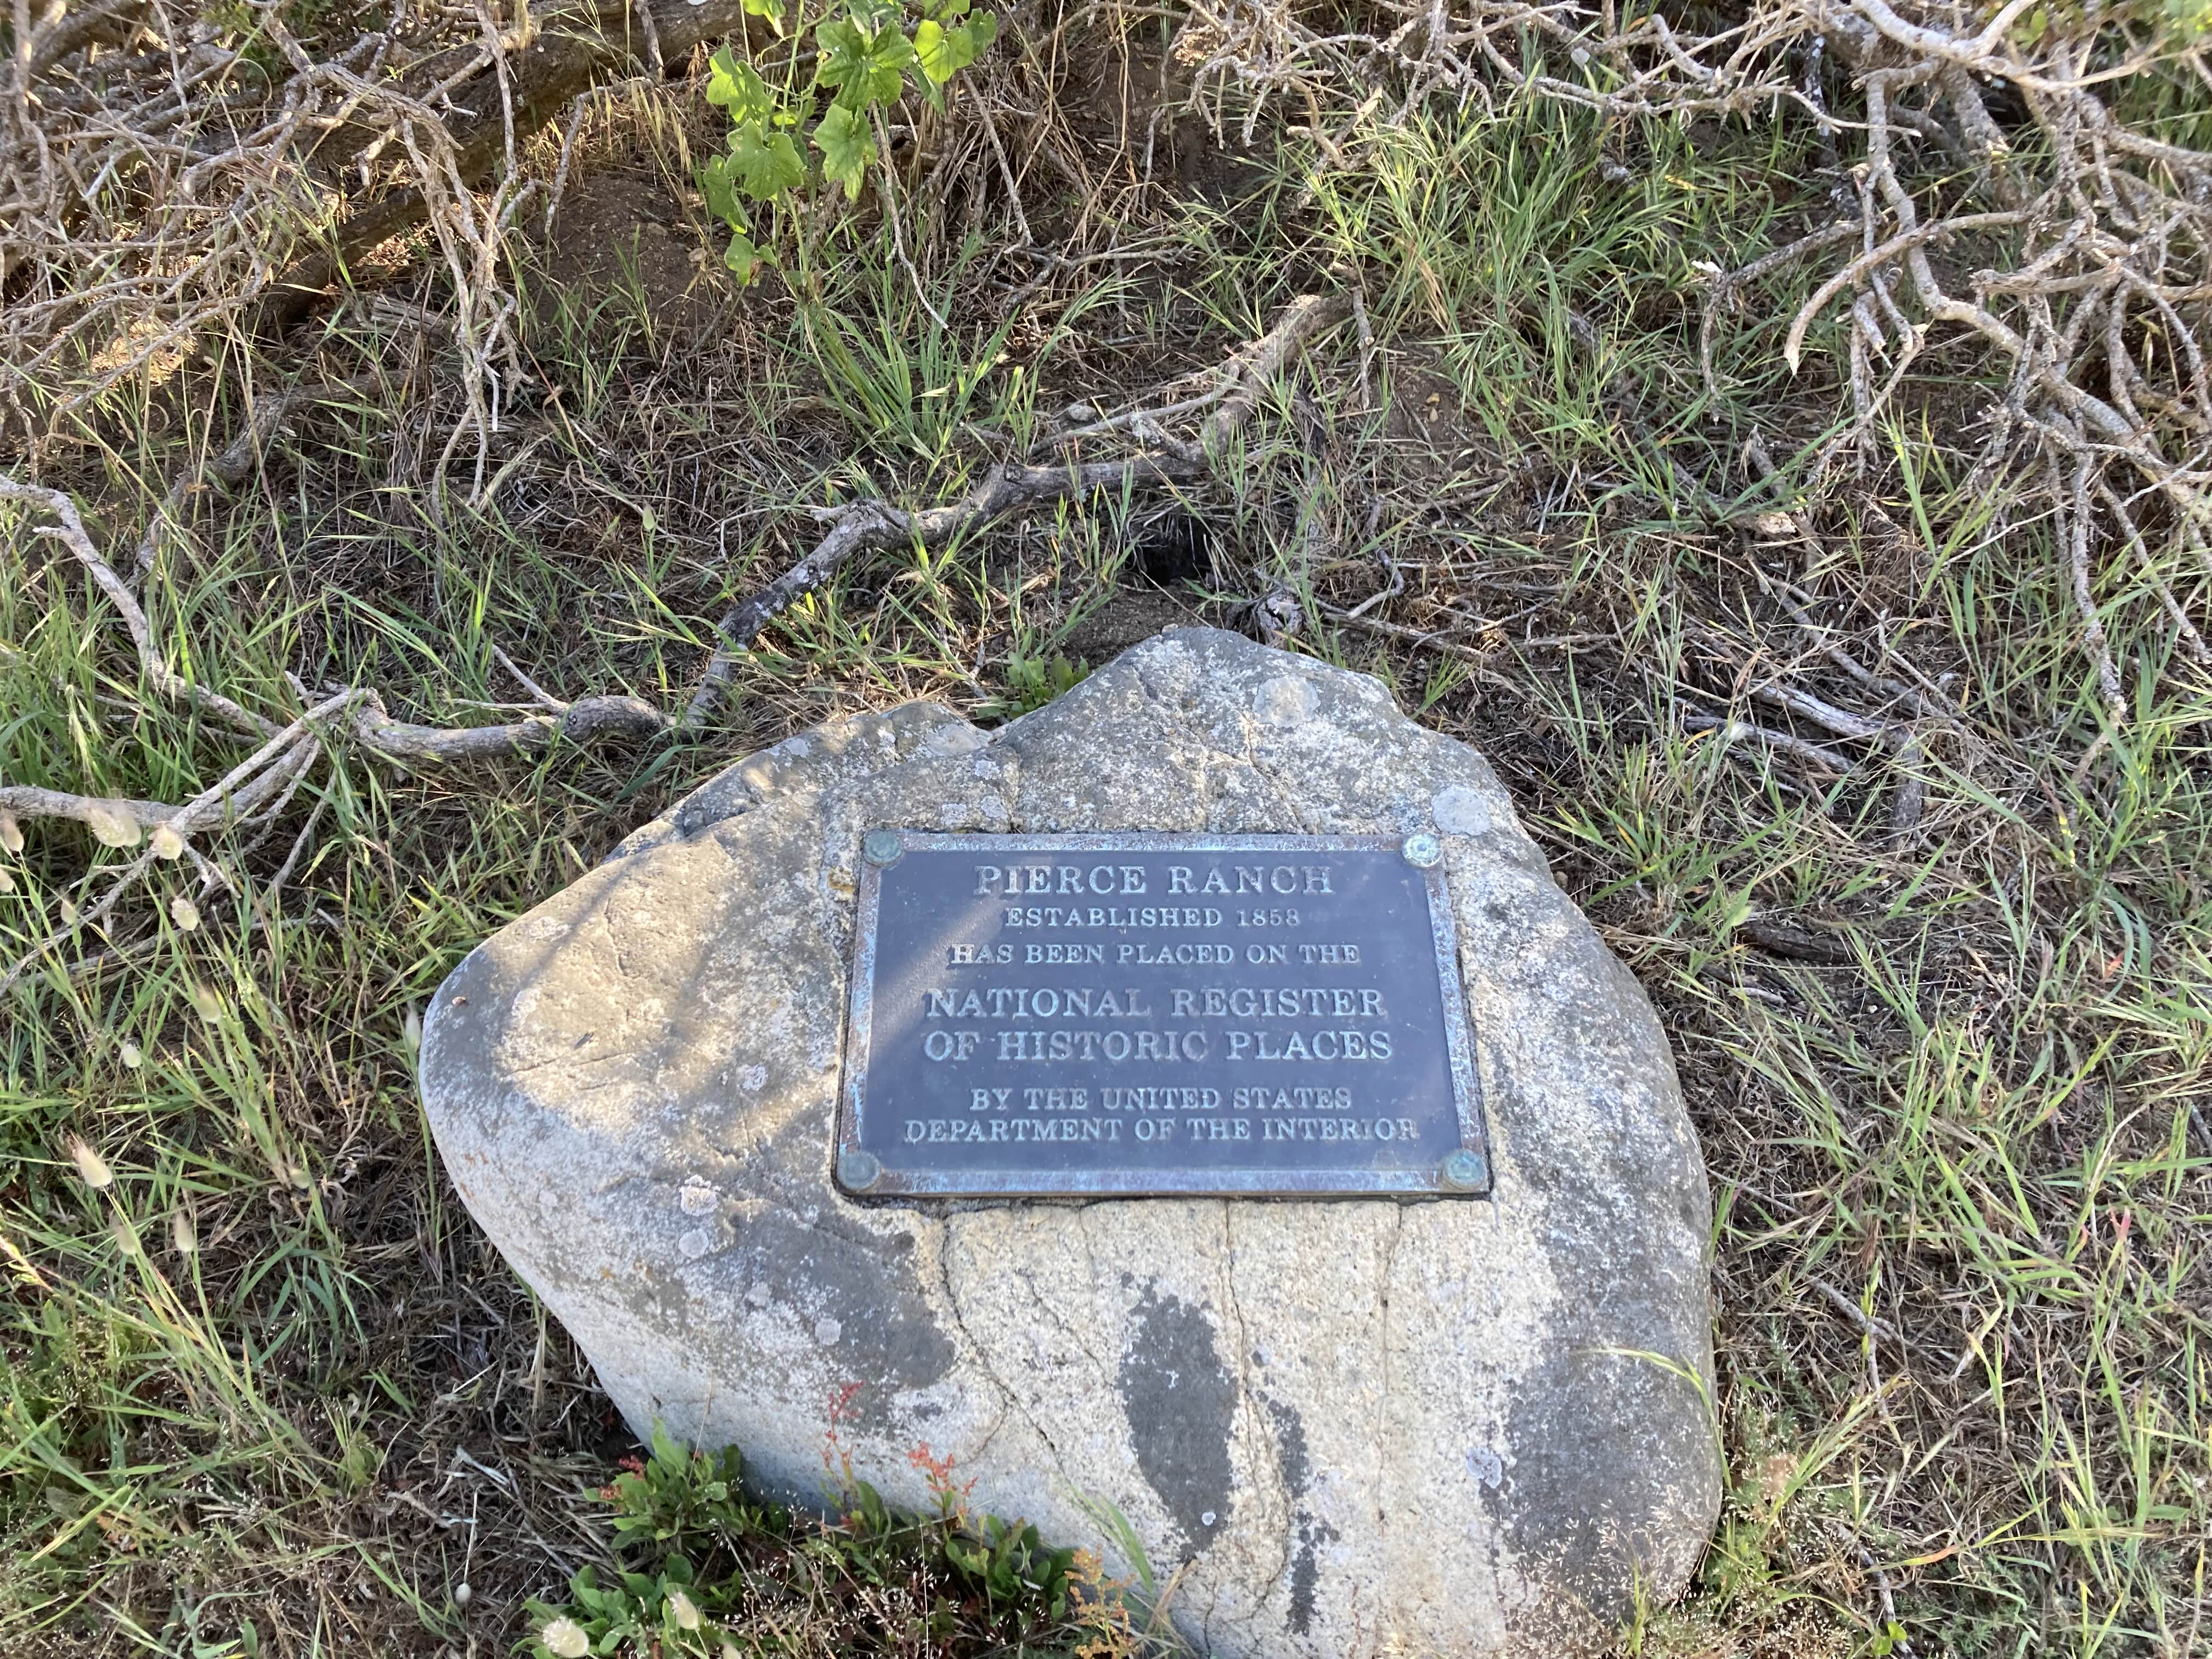 PIERCE RANCH
ESTABLISHED 1858
HAS BEEN PLACED ON THE
NATIONAL REGISTER
OF HISTORIC PLACES
BY THE UNITED STATES
DEPARTMENT OF THE INTERIOR